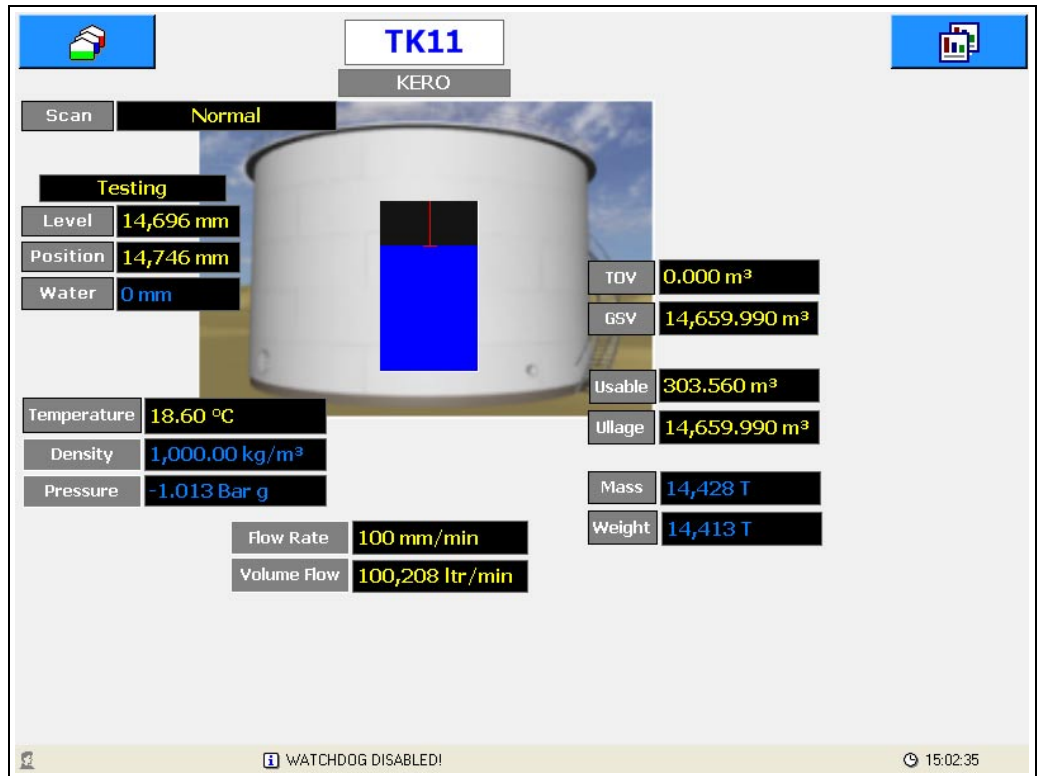 TK11
KERO
Scan Normal
Testing
Level 14,696 mm
Position 14,746 mm
Water 0 mm
TOV 0.000 m³
GSV 14,659.990 m³
Usable 303.560 m³
Ullage 14,659.990 m³
Temperature 18.60 ºC
Density 1,000.00 kg/m³
Pressure -1.013 Bar g
Mass 14,428 T
Weight 14,413 T
Flow Rate 100 mm/min
Volume Flow 100,208 ltr/min
WATCHDOG DISABLED!
15:02:35